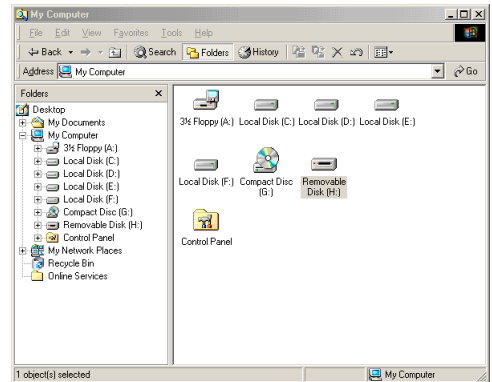 My Computer
File Edit View Favorites Tools Help
Back Search Folders History
Address My Computer Go
Folders
Desktop
My Documents
My Computer
3½ Floppy (A:)
Local Disk (C:)
Local Disk (D:)
Local Disk (E:)
Local Disk (F:)
Compact Disc (G:)
Removable Disk (H:)
Control Panel
My Network Places
Recycle Bin
Online Services
3½ Floppy (A:) Local Disk (C:) Local Disk (D:) Local Disk (E:)
Local Disk (F:) Compact Disc (G:) Removable Disk (H:)
Control Panel
1 object(s) selected My Computer